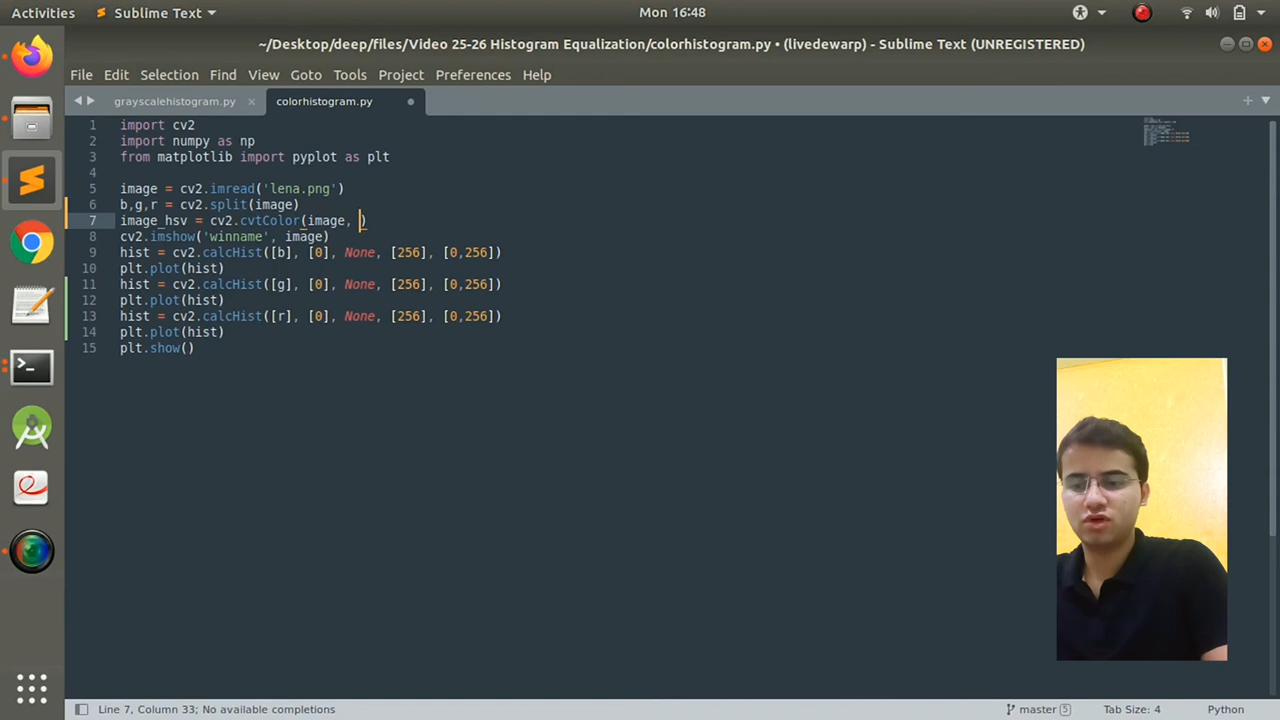 Activities Sublime Text Mon 16:48
~/Desktop/deep/files/Video 25-26 Histogram Equalization/colorhistogram.py • (livedewarp) - Sublime Text (UNREGISTERED)
File Edit Selection Find View Goto Tools Project Preferences Help
grayscalehistogram.py colorhistogram.py
1 import cv2
2 import numpy as np
3 from matplotlib import pyplot as plt
4
5 image = cv2.imread('lena.png')
6 b,g,r = cv2.split(image)
7 image_hsv = cv2.cvtColor(image, )
8 cv2.imshow('winname', image)
9 hist = cv2.calcHist([b], [0], None, [256], [0,256])
10 plt.plot(hist)
11 hist = cv2.calcHist([g], [0], None, [256], [0,256])
12 plt.plot(hist)
13 hist = cv2.calcHist([r], [0], None, [256], [0,256])
14 plt.plot(hist)
15 plt.show()
Line 7, Column 33; No available completions master 5 Tab Size: 4 Python